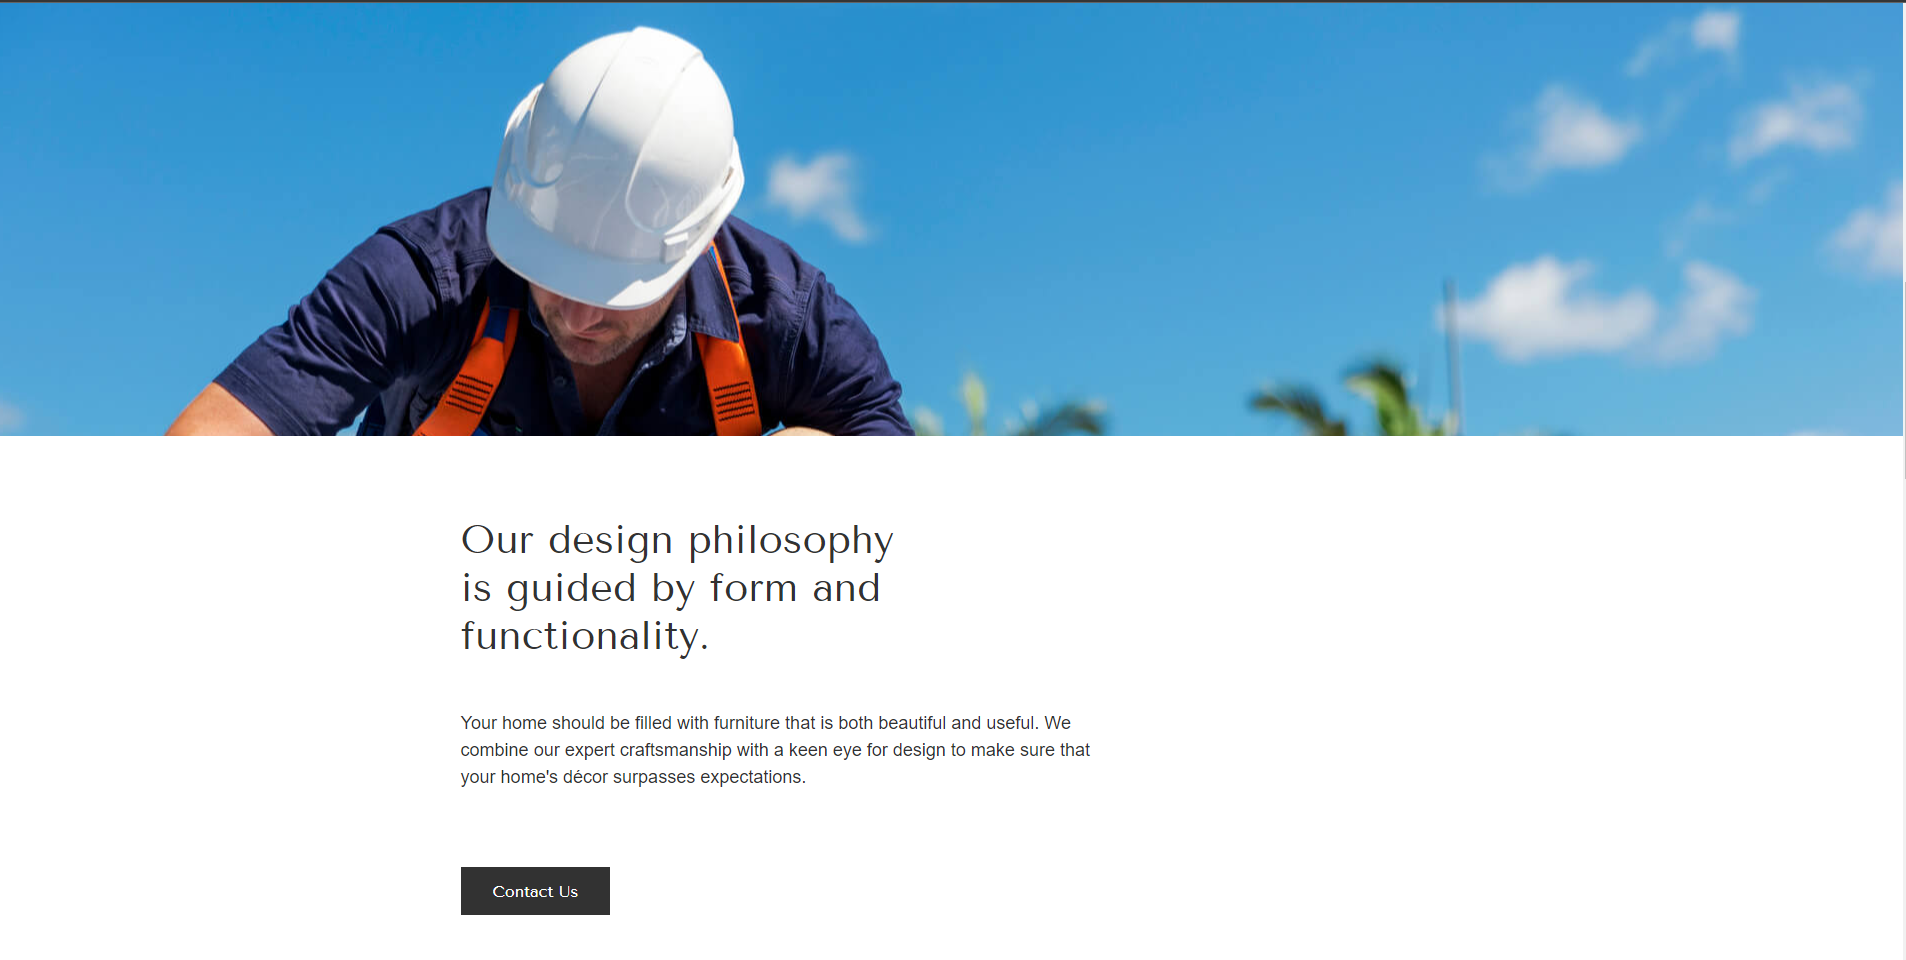 Our design philosophy
is guided by form and
functionality.
Your home should be filled with furniture that is both beautiful and useful. We
combine our expert craftsmanship with a keen eye for design to make sure that
your home's décor surpasses expectations.
Contact Us